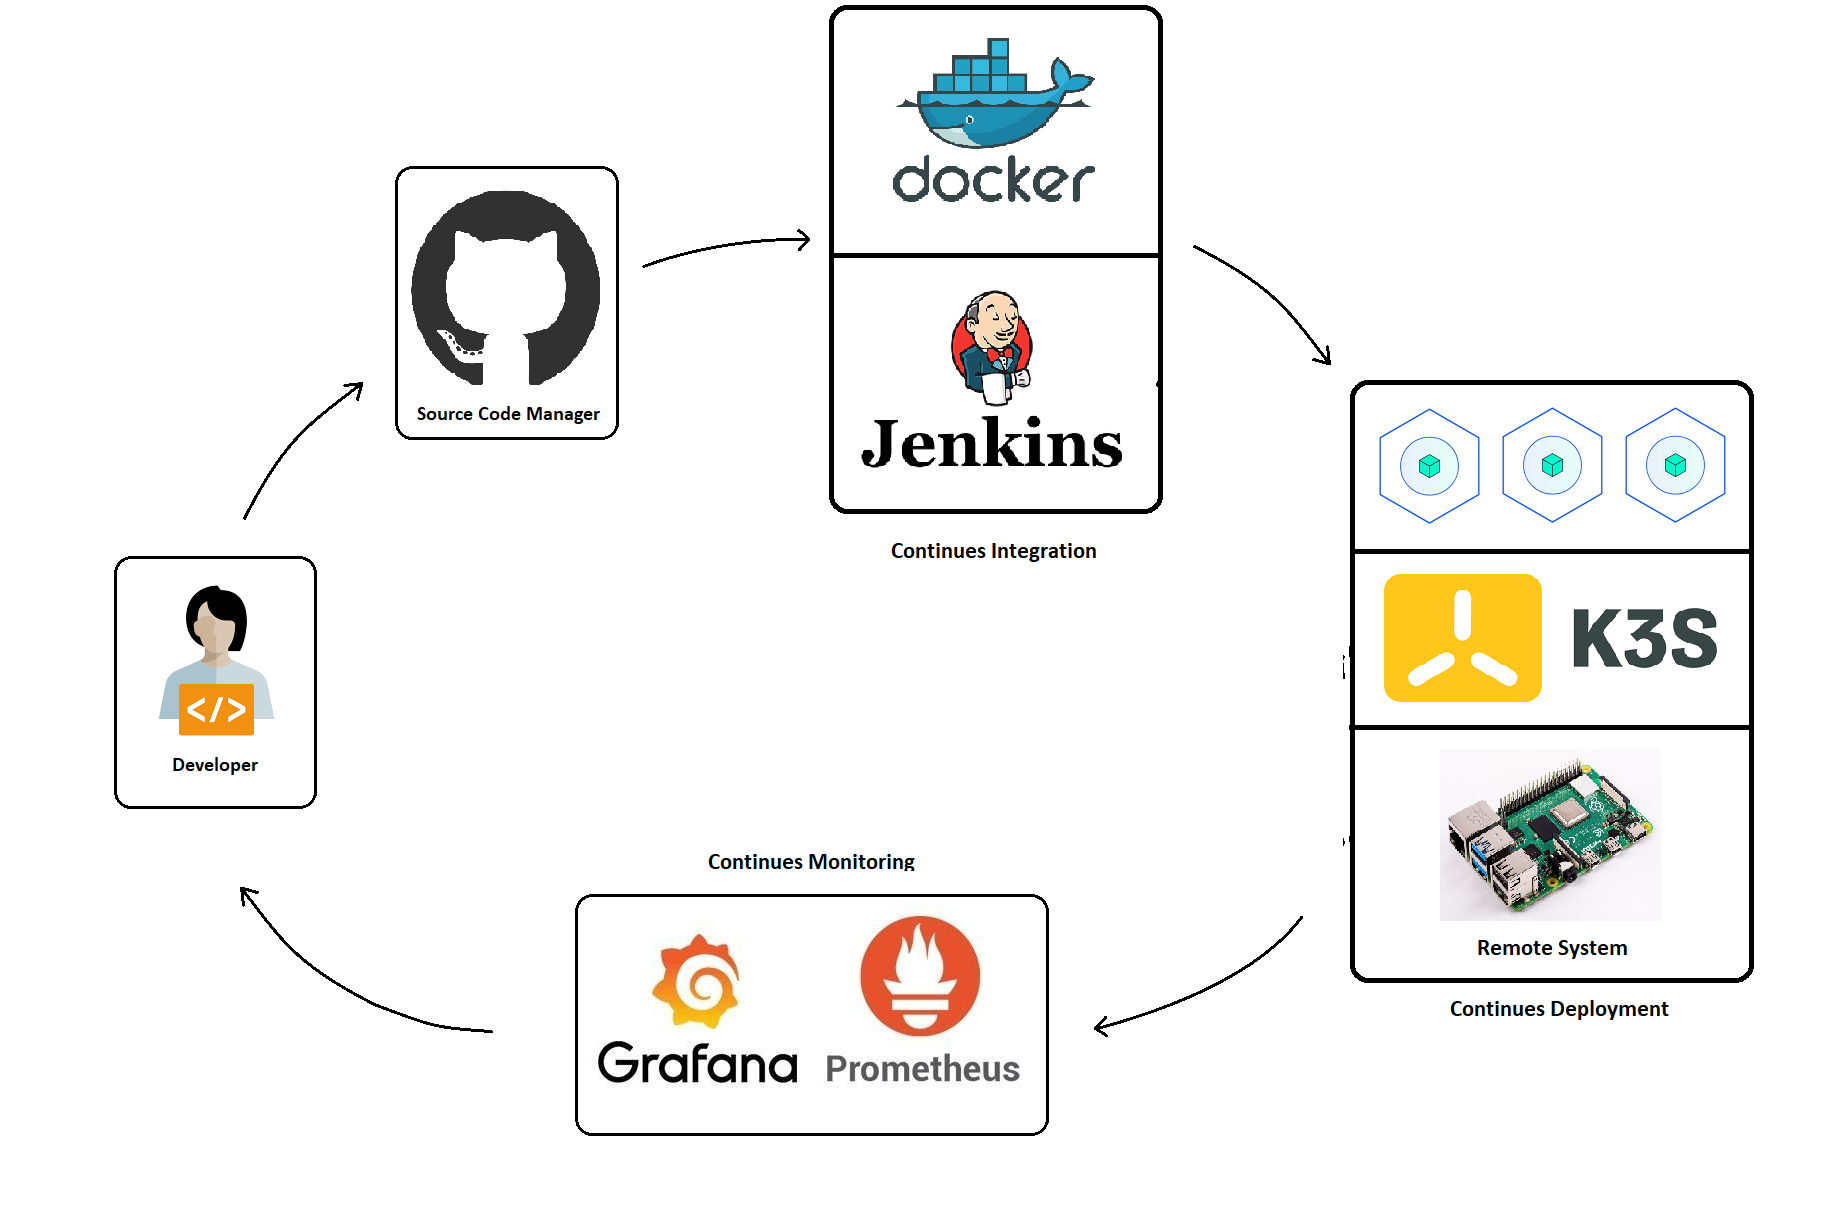 docker
Jenkins
Continues Integration
Source Code Manager
</>
Developer
K3S
Remote System
Continues Deployment
Continues Monitoring
Grafana
Prometheus